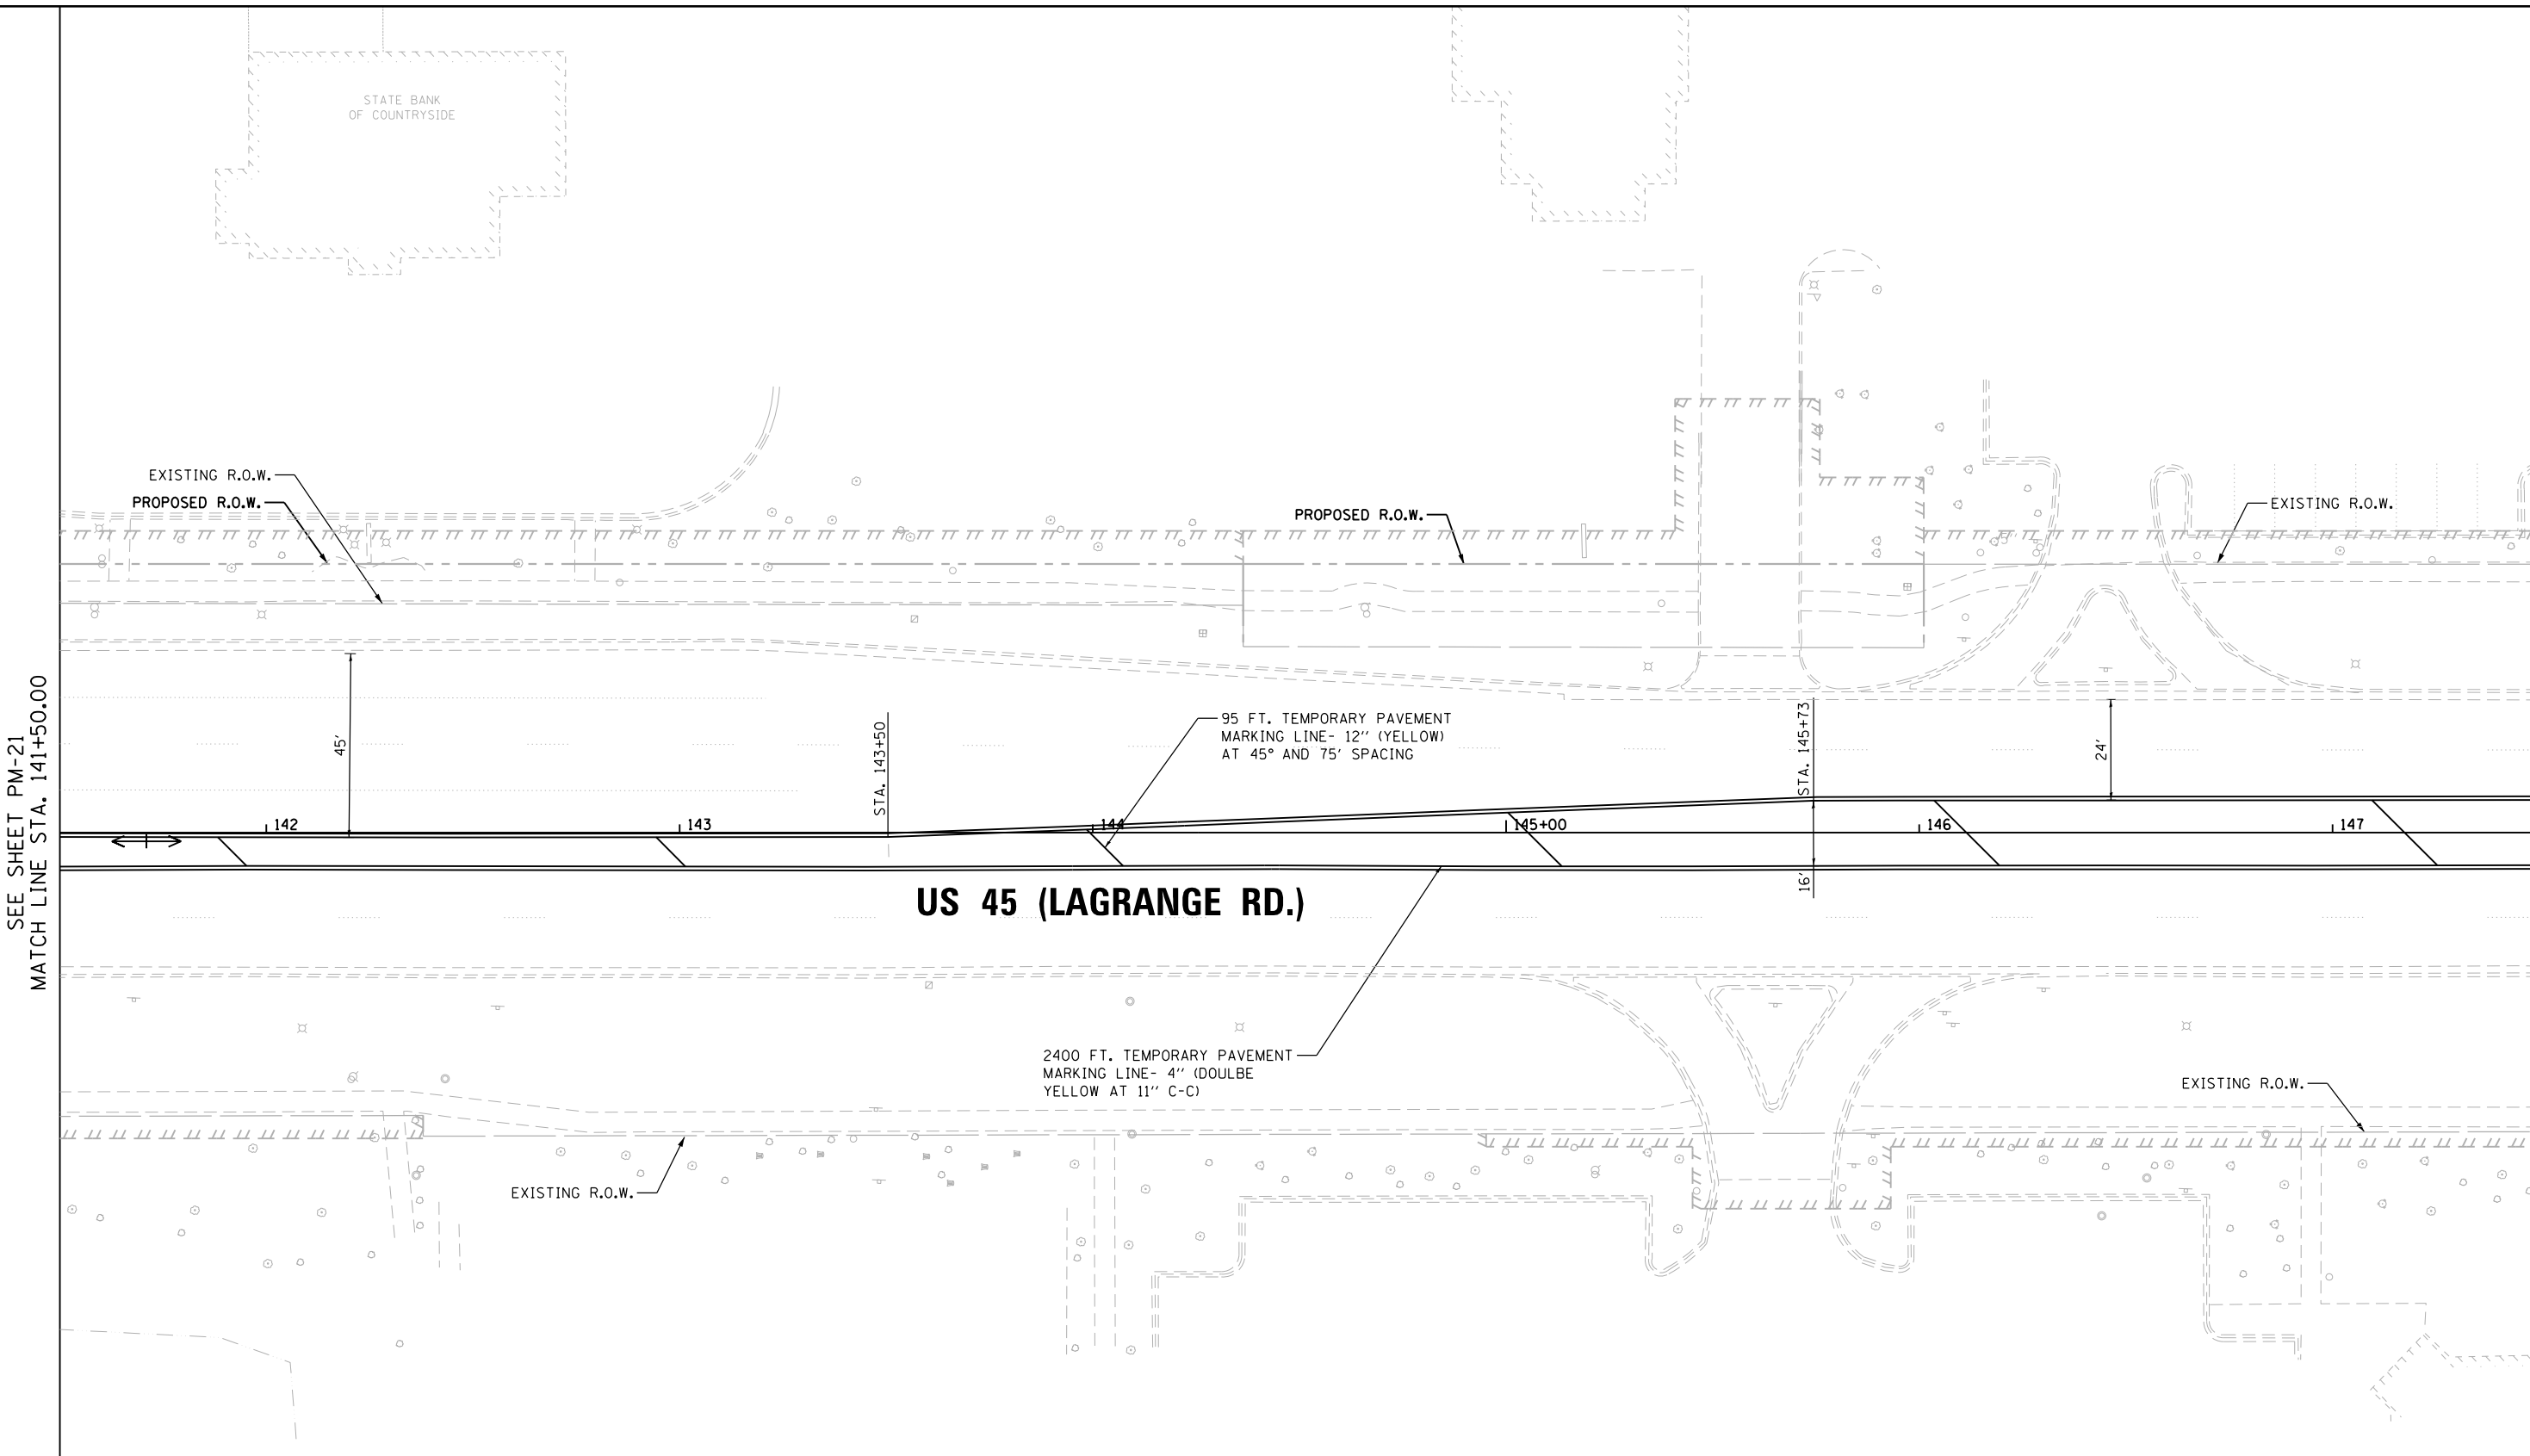 STATE BANK
OF COUNTRYSIDE
EXISTING R.O.W.
PROPOSED R.O.W.
PROPOSED R.O.W.
EXISTING R.O.W.
SEE SHEET PM-21
MATCH LINE STA. 141+50.00
45'
STA. 143+50
95 FT. TEMPORARY PAVEMENT
MARKING LINE- 12'' (YELLOW)
AT 45° AND 75' SPACING
STA. 145+73
24'
142
143
144
145+00
146
147
16'
US 45 (LAGRANGE RD.)
2400 FT. TEMPORARY PAVEMENT
MARKING LINE- 4'' (DOULBE
YELLOW AT 11'' C-C)
EXISTING R.O.W.
EXISTING R.O.W.